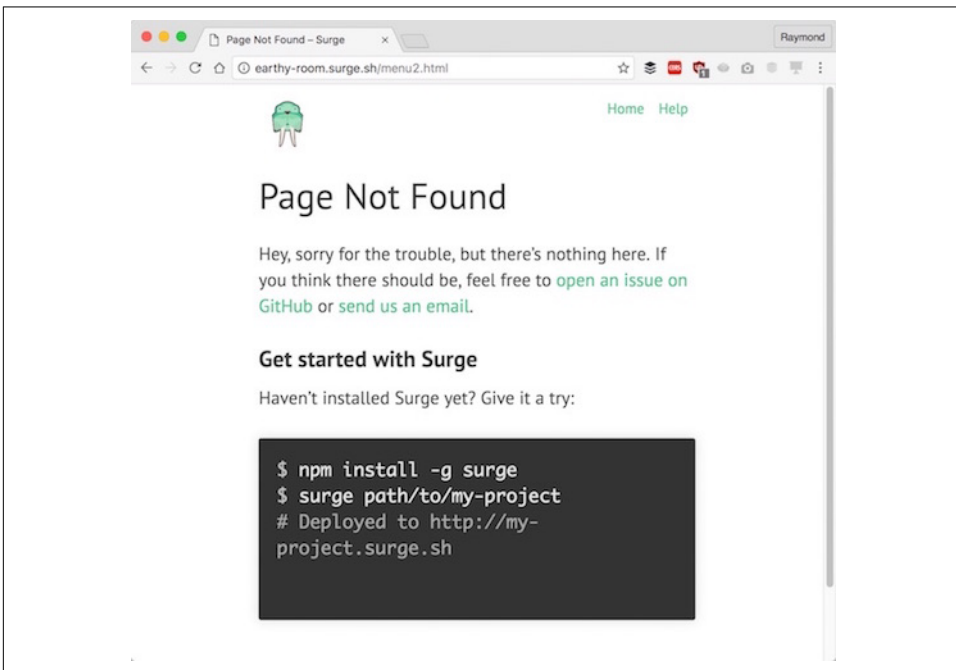 Page Not Found – Surge
Raymond
earthy-room.surge.sh/menu2.html
Home Help
Page Not Found
Hey, sorry for the trouble, but there's nothing here. If
you think there should be, feel free to open an issue on
GitHub or send us an email.
Get started with Surge
Haven't installed Surge yet? Give it a try:
$ npm install -g surge
$ surge path/to/my-project
# Deployed to http://my-
project.surge.sh